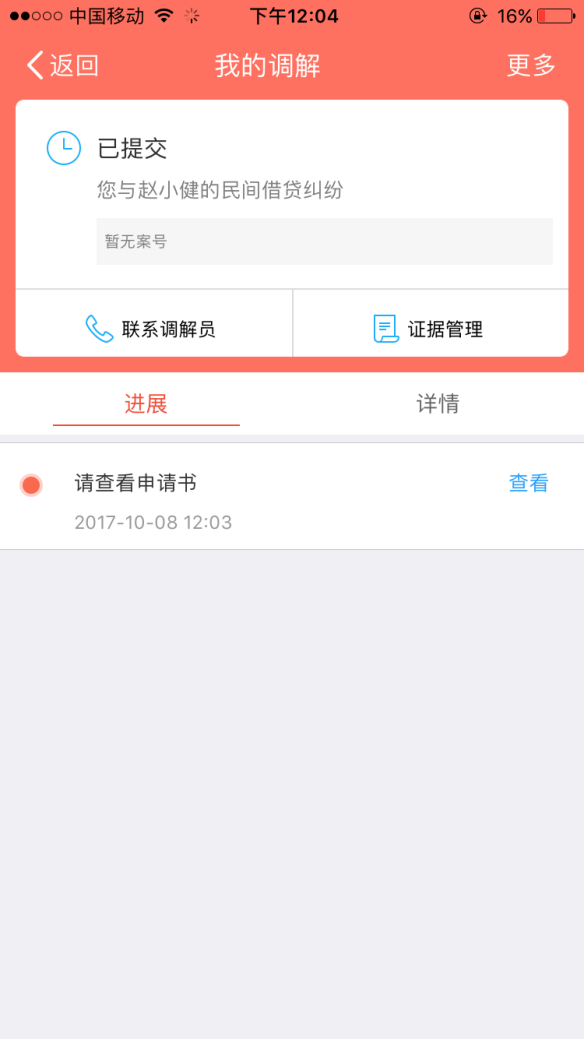 中国移动 下午12:04 16%
返回 我的调解 更多
已提交
您与赵小健的民间借贷纠纷
暂无案号
联系调解员 证据管理
进展 详情
请查看申请书 查看
2017-10-08 12:03